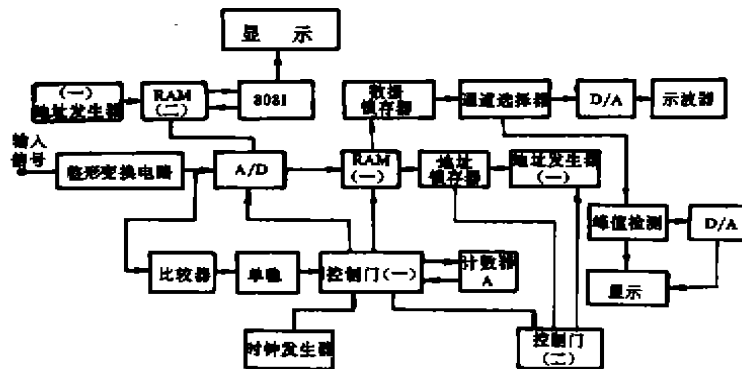 显 示
(一)
地址发生器
RAM
(二)
8031
数据
锁存器
通道选择器
D/A
示波器
输入
信号
整形变换电路
A/D
RAM
(一)
地址
锁存器
地址发生器
(一)
峰值检测
D/A
比较器
单稳
控制门(一)
计数器
A
显示
时钟发生器
控制门
(二)